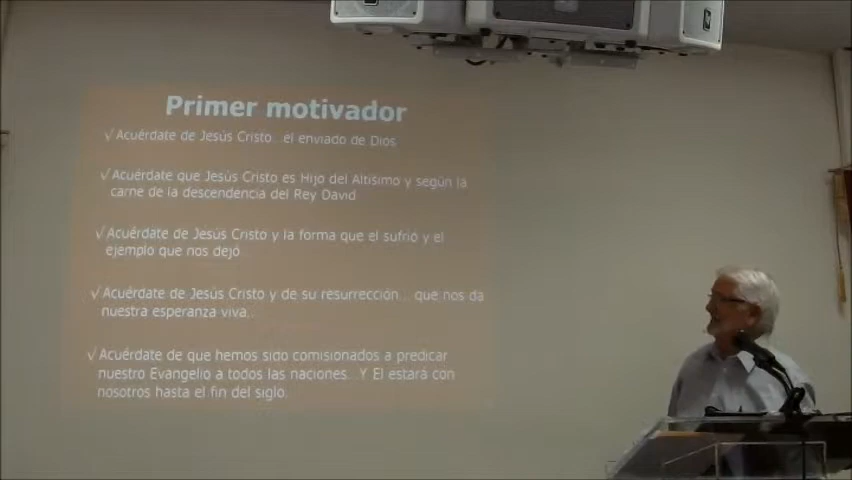 Primer motivador
√ Acuérdate de Jesús Cristo...el enviado de Dios
√ Acuérdate que Jesús Cristo es Hijo del Altísimo y según la
carne de la descendencia del Rey David
√ Acuérdate de Jesús Cristo y la forma que el sufrió y el
ejemplo que nos dejó
√ Acuérdate de Jesús Cristo y de su resurrección... que nos da
nuestra esperanza viva..
√ Acuérdate de que hemos sido comisionados a predicar
nuestro Evangelio a todos las naciones...Y El estará con
nosotros hasta el fin del siglo.